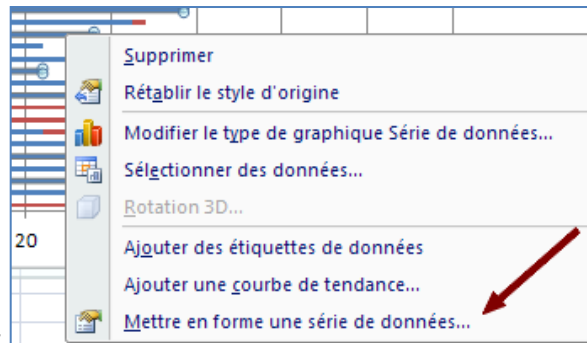 Supprimer
Rétablir le style d'origine
Modifier le type de graphique Série de données...
Sélectionner des données...
Rotation 3D...
20
Ajouter des étiquettes de données
Ajouter une courbe de tendance...
Mettre en forme une série de données...